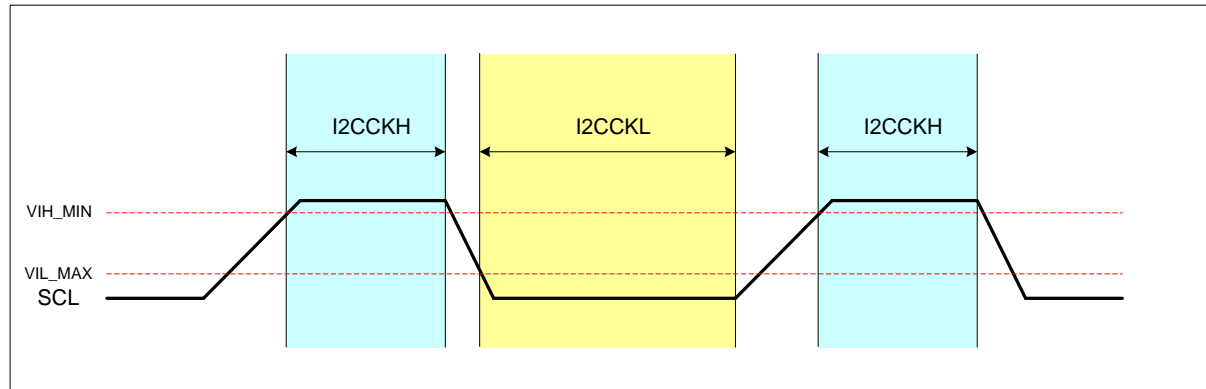 I2CCKH
I2CCKL
I2CCKH
VIH_MIN
VIL_MAX
SCL